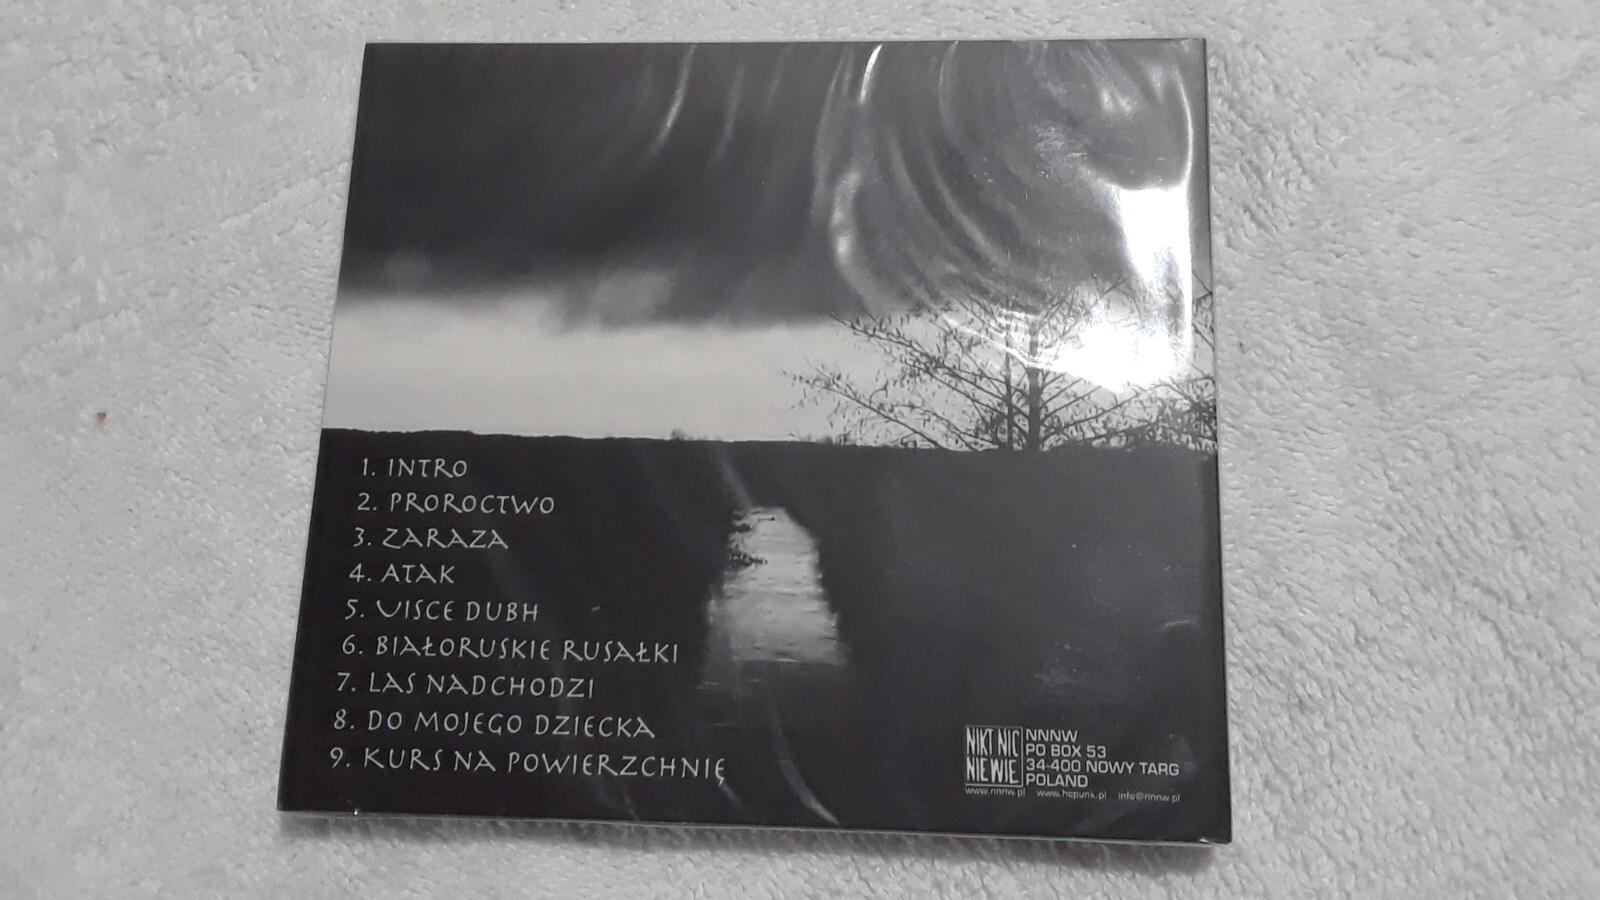 1. INTRO
2. PROROCTWO
3. ZARAZA
4. ATAK
5. UISCE DUBH
6. BIAŁORUSKIE RUSAŁKI
7. LAS NADCHODZI
8. DO MOJEGO DZIECKA
9. KURS NA POWIERZCHNIĘ
NIKT NIC
NIE WIE
NNNW
PO BOX 53
34-400 NOWY TARG
POLAND
www.nnnw.pl www.hcpunk.pl info@nnnw.pl